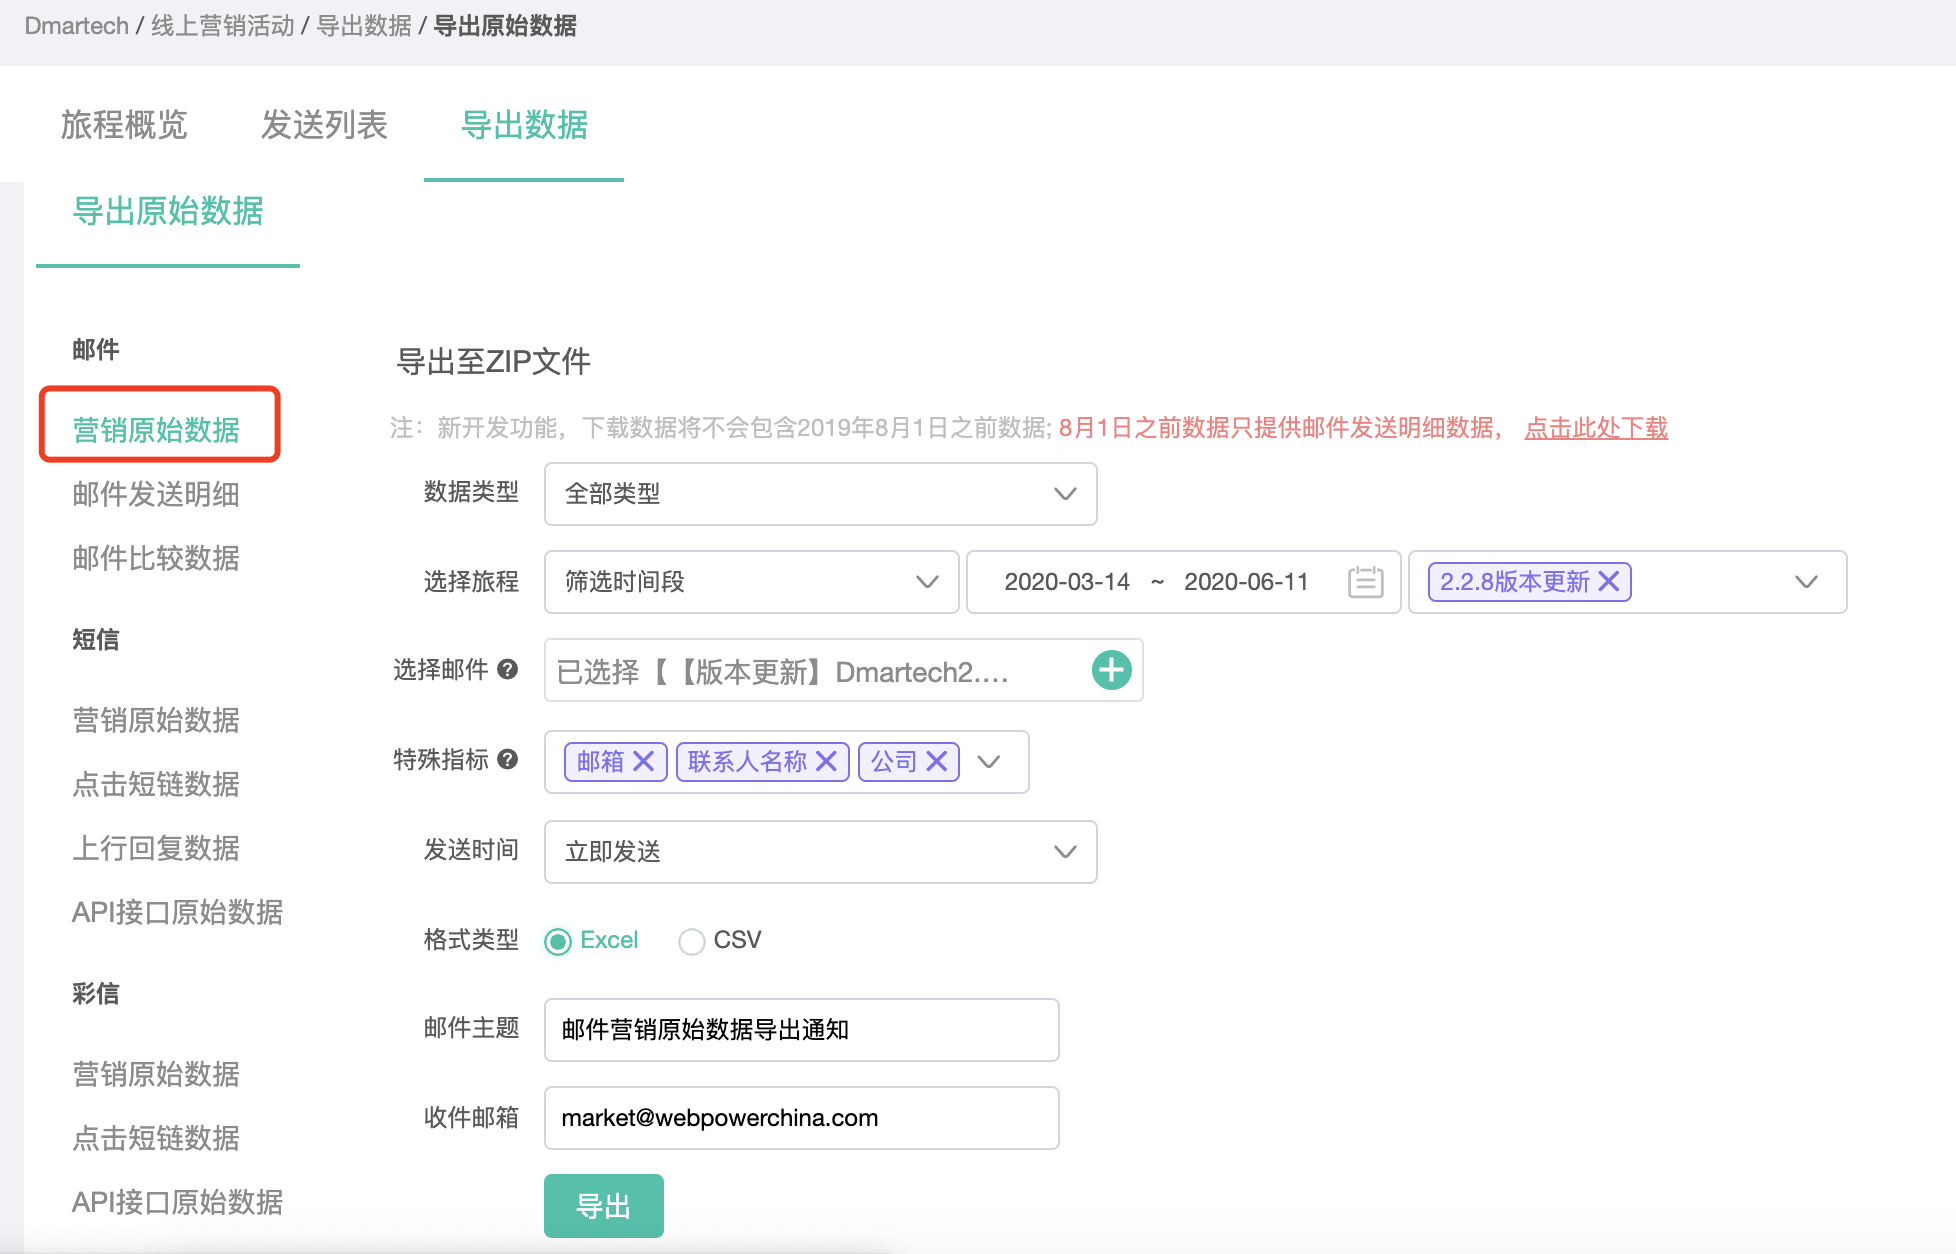 Dmartech / 线上营销活动 / 导出数据 / 导出原始数据
旅程概览 发送列表 导出数据
导出原始数据
邮件
营销原始数据
邮件发送明细
邮件比较数据
短信
营销原始数据
点击短链数据
上行回复数据
API接口原始数据
彩信
营销原始数据
点击短链数据
API接口原始数据
导出至ZIP文件
注：新开发功能，下载数据将不会包含2019年8月1日之前数据; 8月1日之前数据只提供邮件发送明细数据， 点击此处下载
数据类型 全部类型
选择旅程 筛选时间段 2020-03-14 ~ 2020-06-11 2.2.8版本更新
选择邮件 已选择【【版本更新】Dmartech2....
特殊指标 邮箱 联系人名称 公司
发送时间 立即发送
格式类型 Excel CSV
邮件主题 邮件营销原始数据导出通知
收件邮箱 market@webpowerchina.com
导出